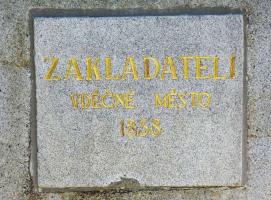 ZAKLADATELI
VDĚČNÉ MĚSTO
1858